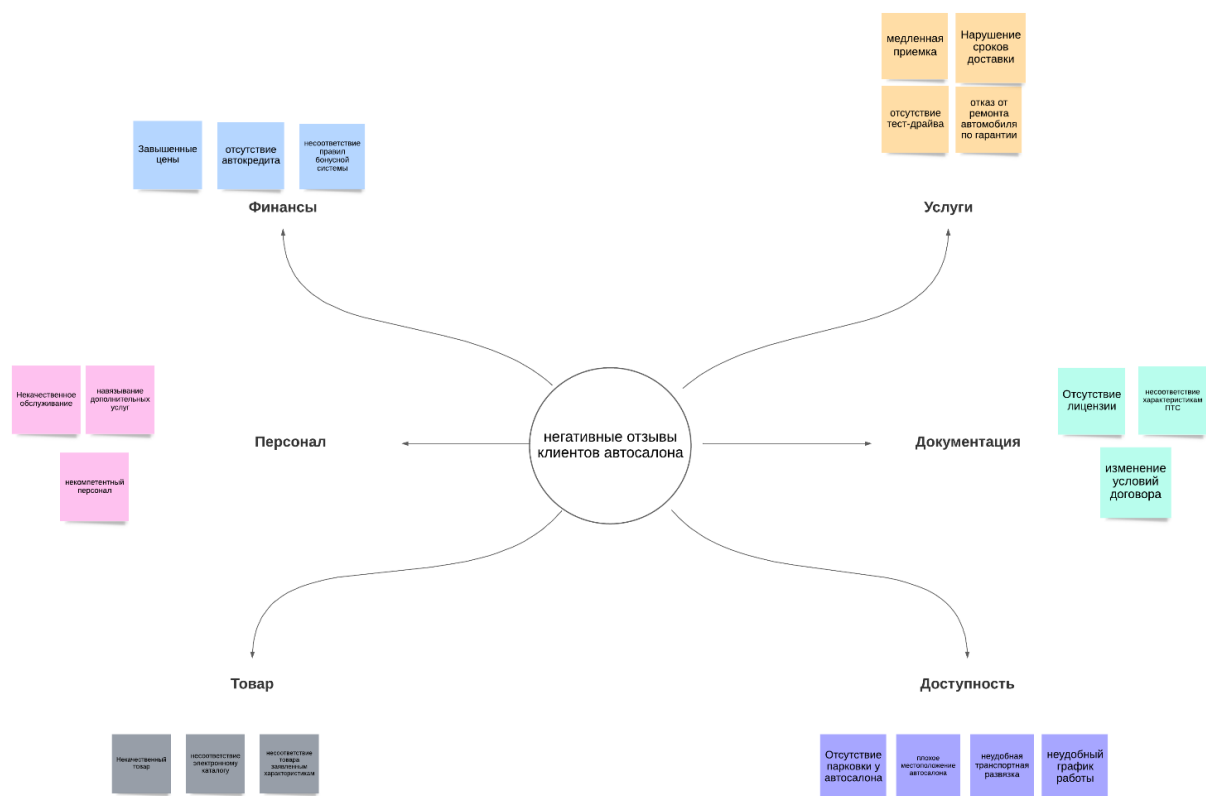 медленная
приемка
Нарушение
сроков
доставки
отсутствие
тест-драйва
отказ от
ремонта
автомобиля
по гарантии
Завышенные
цены
отсутствие
автокредита
несоответствие
правил
бонусной
системы
Финансы
Услуги
Некачественное
обслуживание
навязывание
дополнительных
услуг
некомпетентный
персонал
Персонал
негативные отзывы
клиентов автосалона
Документация
Отсутствие
лицензии
несоответствие
характеристикам
ПТС
изменение
условий
договора
Товар
Доступность
Некачественный
товар
несоответствие
электронному
каталогу
несоответствие
товара
заявленным
характеристикам
Отсутствие
парковки у
автосалона
плохое
местоположение
автосалона
неудобная
транспортная
развязка
неудобный
график
работы